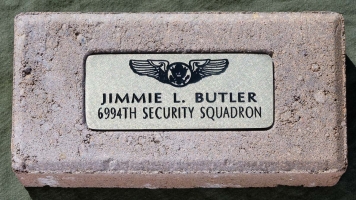 JIMMIE L. BUTLER
6994TH SECURITY SQUADRON